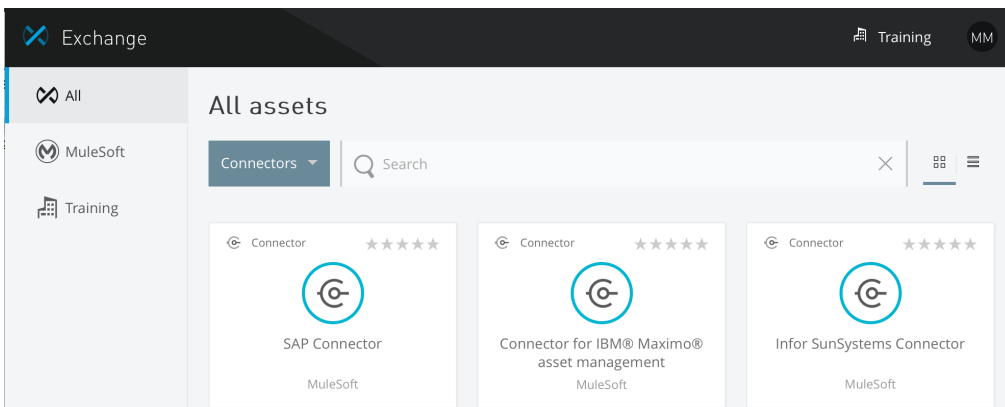 Exchange
Training
MM
All
MuleSoft
Training
All assets
Connectors
Search
Connector
SAP Connector
MuleSoft
Connector
Connector for IBM® Maximo®
asset management
MuleSoft
Connector
Infor SunSystems Connector
MuleSoft